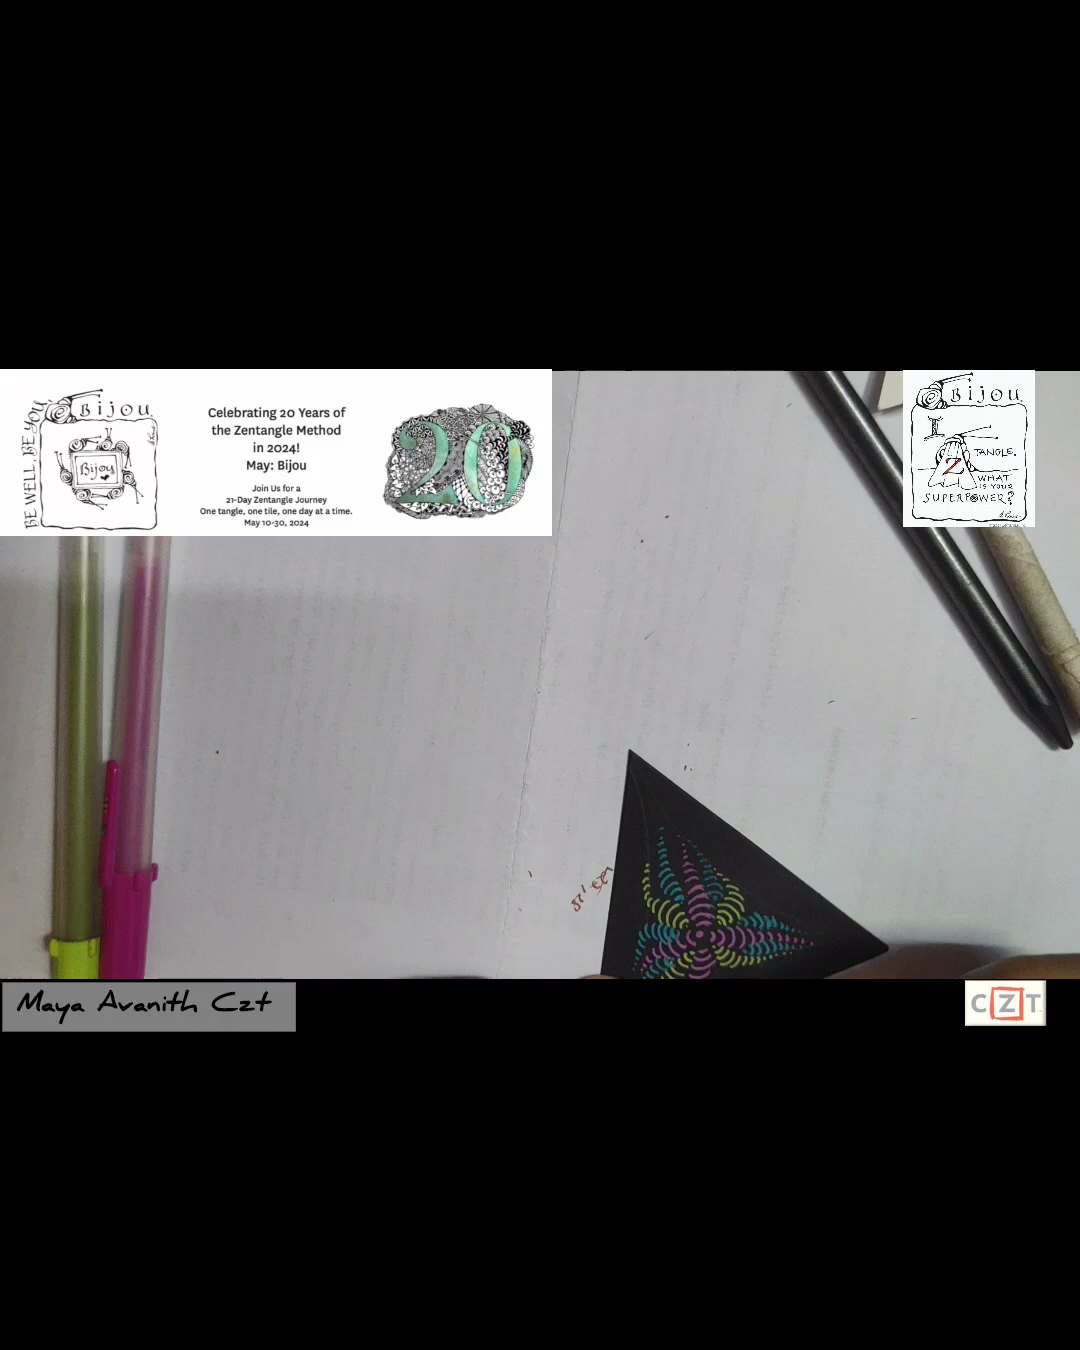 BE WELL, BE YOU,
Bijou
Bijou
Celebrating 20 Years of
the Zentangle Method
in 2024!
May: Bijou
Join Us for a
21-Day Zentangle Journey
One tangle, one tile, one day at a time.
May 10-30, 2024
20
Bijou
I
Z
TANGLE.
WHAT
IS YOUR
SUPERPOWER?
Maya Avanith Czt
CZT